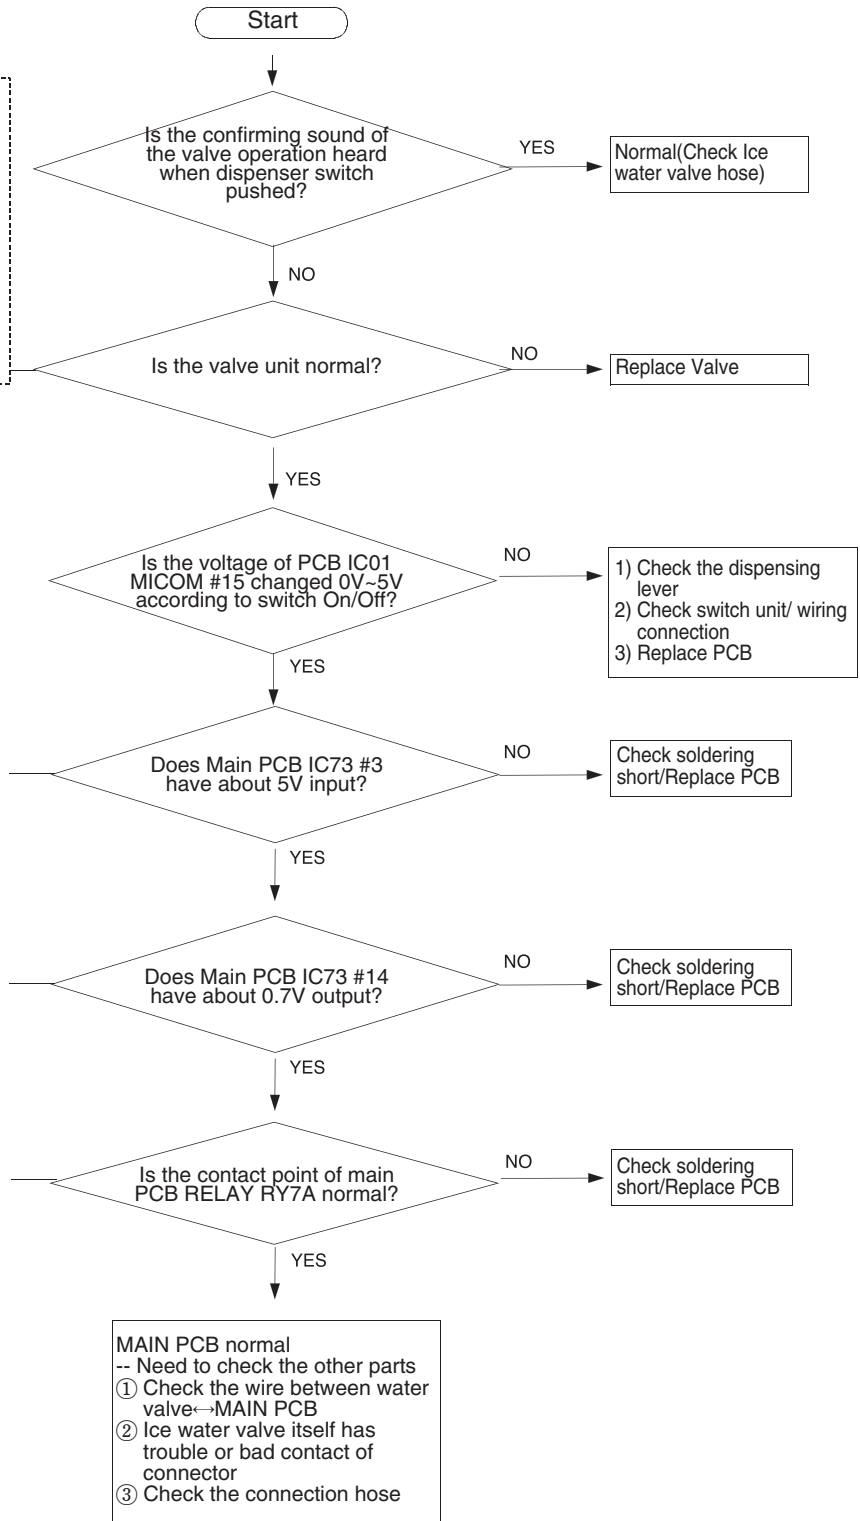 Start
Is the confirming sound of
the valve operation heard
when dispenser switch
pushed?
YES
Normal(Check Ice
water valve hose)
NO
Is the valve unit normal?
NO
Replace Valve
YES
Is the voltage of PCB IC01
MICOM #15 changed 0V~5V
according to switch On/Off?
NO
1) Check the dispensing
lever
2) Check switch unit/ wiring
connection
3) Replace PCB
YES
Does Main PCB IC73 #3
have about 5V input?
NO
Check soldering
short/Replace PCB
YES
Does Main PCB IC73 #14
have about 0.7V output?
NO
Check soldering
short/Replace PCB
YES
Is the contact point of main
PCB RELAY RY7A normal?
NO
Check soldering
short/Replace PCB
YES
MAIN PCB normal
-- Need to check the other parts
① Check the wire between water
valve↔MAIN PCB
② Ice water valve itself has
trouble or bad contact of
connector
③ Check the connection hose